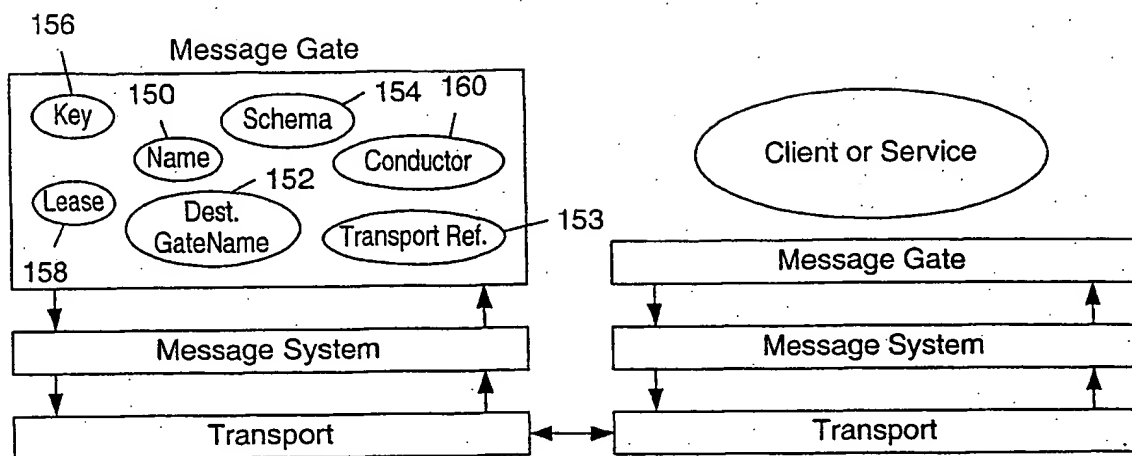 156
Message Gate
Key
150
Schema
154
160
Name
Conductor
Client or Service
Lease
152
Dest.
GateName
Transport Ref.
153
158
Message Gate
Message System
Message System
Transport
Transport